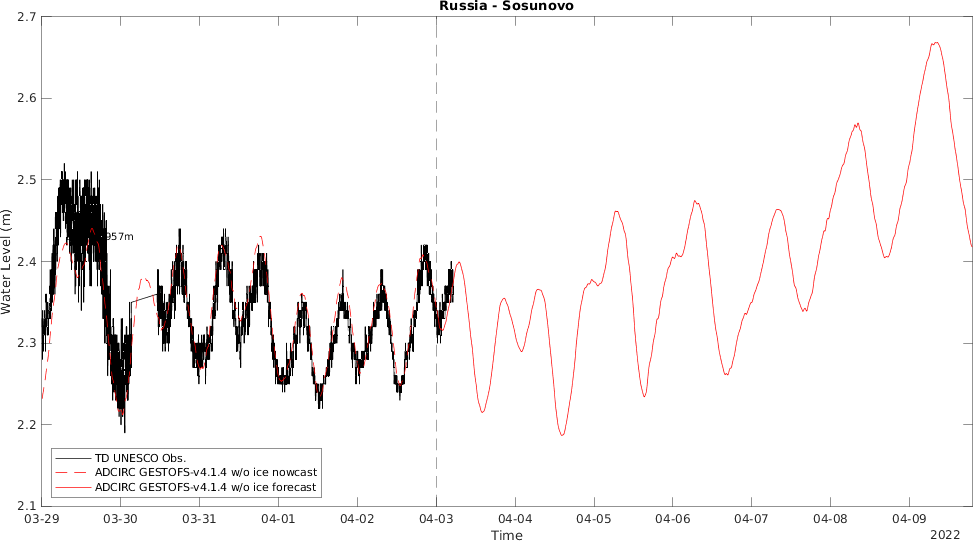 Russia - Sosunovo
2.7
2.6
2.5
2.4
2.3
2.2
2.1
Water Level (m)
957m
TD UNESCO Obs.
ADCIRC GESTOFS-v4.1.4 w/o ice nowcast
ADCIRC GESTOFS-v4.1.4 w/o ice forecast
03-29 03-30 03-31 04-01 04-02 04-03 04-04 04-05 04-06 04-07 04-08 04-09
Time
2022